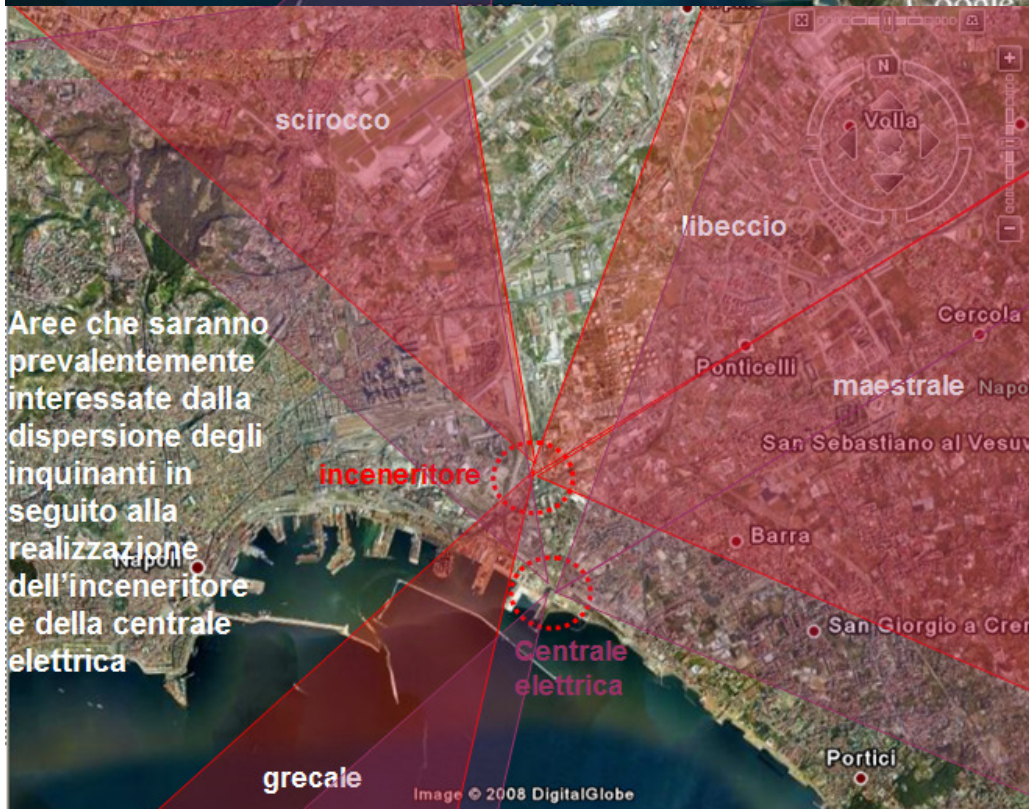 scirocco
N
Volla
libeccio
Cercola
Ponticelli
maestrale
Napo
San Sebastiano al Vesuv
Aree che saranno
prevalentemente
interessate dalla
dispersione degli
inquinanti in
seguito alla
realizzazione
dell'inceneritore
e della centrale
elettrica
inceneritore
Barra
Napoli
San Giorgio a Crem
Centrale
elettrica
Portici
grecale
Image © 2008 DigitalGlobe